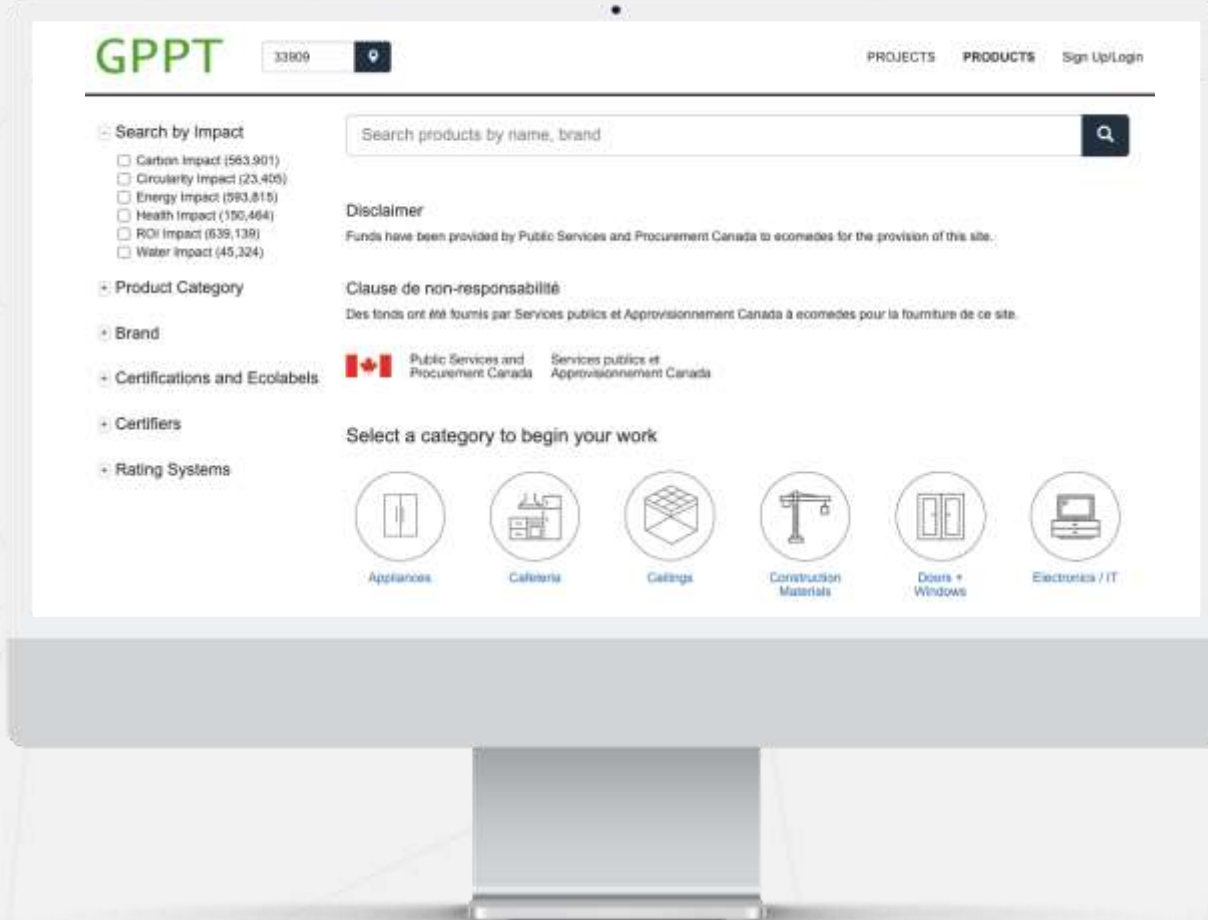 GPPT
33909
PROJECTS PRODUCTS Sign Up/Login
Search by Impact
Carbon Impact (563,901)
Circularity Impact (23,405)
Energy Impact (593,815)
Health Impact (150,464)
ROI Impact (639,139)
Water Impact (45,324)
Product Category
Brand
Certifications and Ecolabels
Certifiers
Rating Systems
Search products by name, brand
Disclaimer
Funds have been provided by Public Services and Procurement Canada to ecomedes for the provision of this site.
Clause de non-responsabilité
Des fonds ont été fournis par Services publics et Approvisionnement Canada à ecomedes pour la fourniture de ce site.
Public Services and
Procurement Canada
Services publics et
Approvisionnement Canada
Select a category to begin your work
Appliances
Cafeteria
Ceilings
Construction
Materials
Doors +
Windows
Electronics / IT